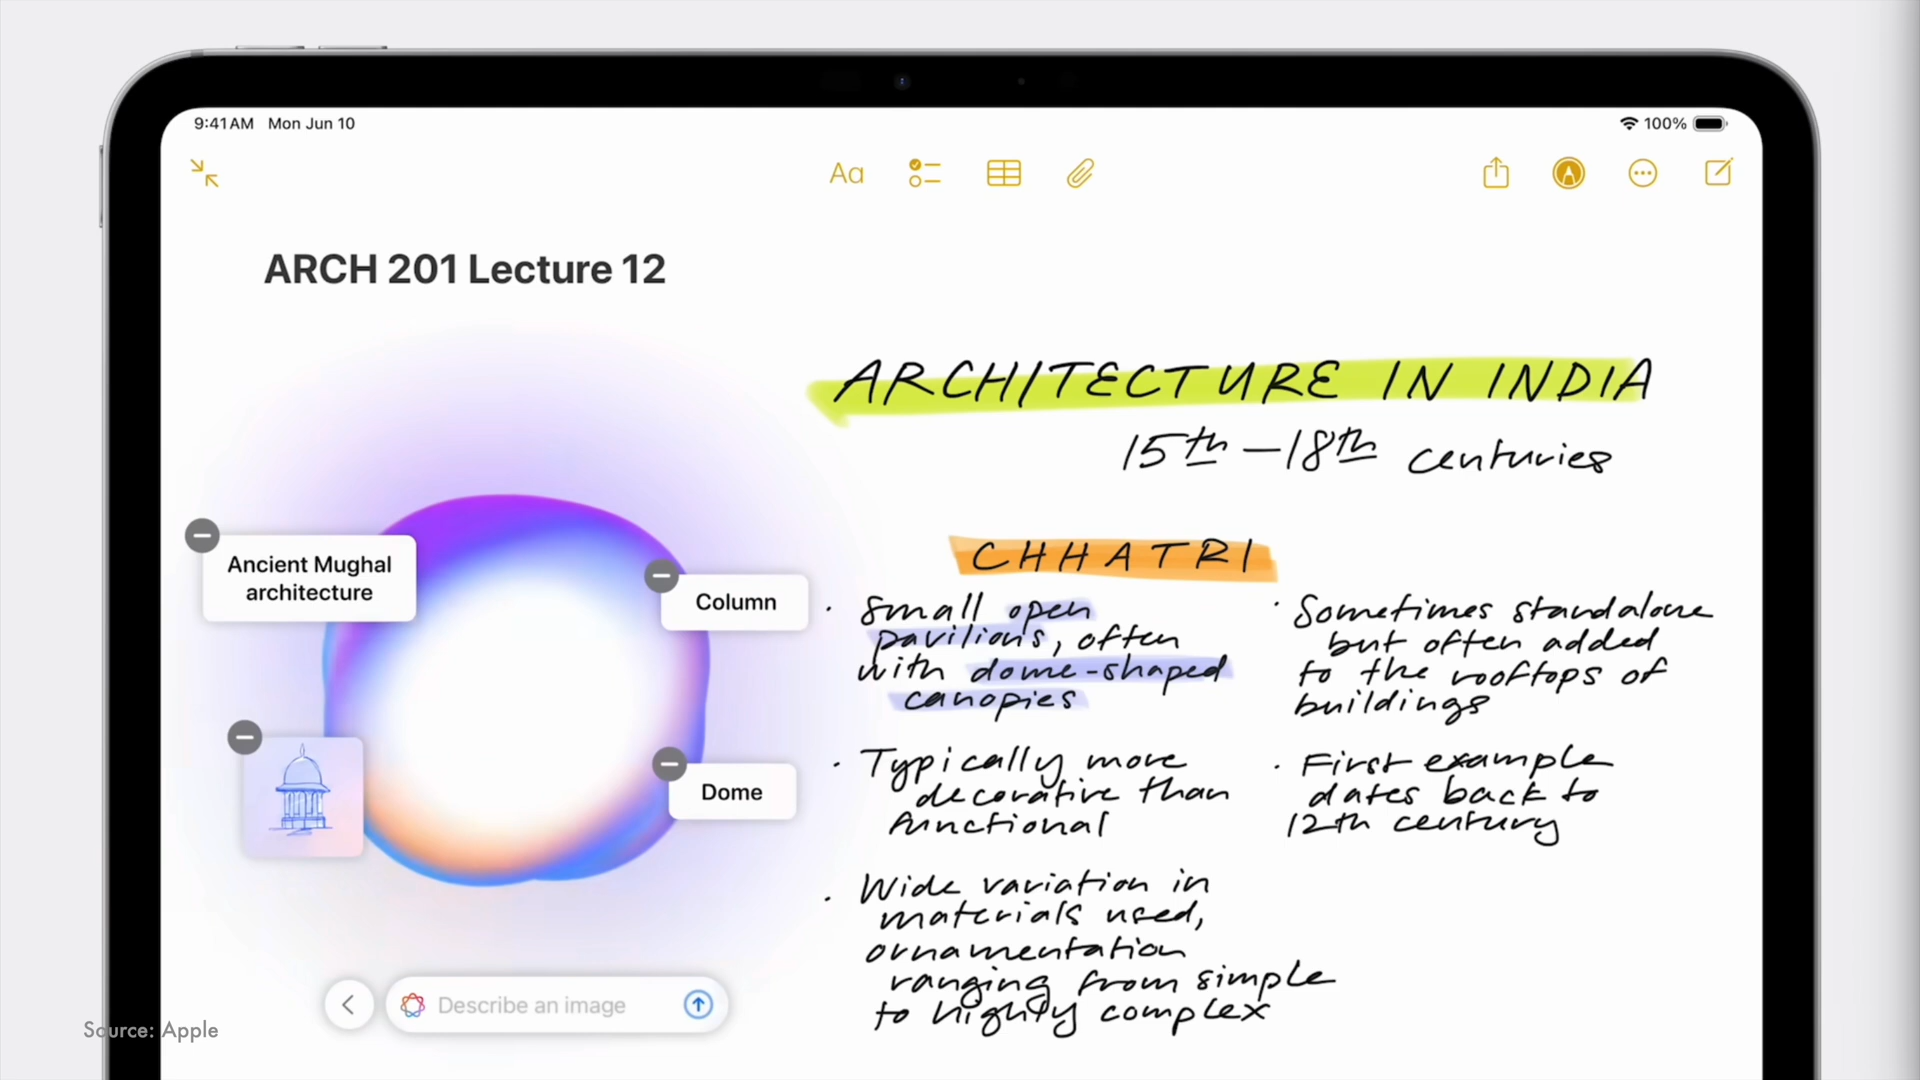 9:41 AM Mon Jun 10
100%
Aa
ARCH 201 Lecture 12
ARCHITECTURE IN INDIA
15th – 18th centuries
Ancient Mughal
architecture
Column
Dome
Describe an image
CHHATRI
· Small open
pavilions, often
with dome-shaped
canopies
· Typically more
decorative than
functional
· Wide variation in
materials used,
ornamentation
ranging from simple
to highly complex
· Sometimes standalone
but often added
to the rooftops of
buildings
· First example
dates back to
12th century
Source: Apple